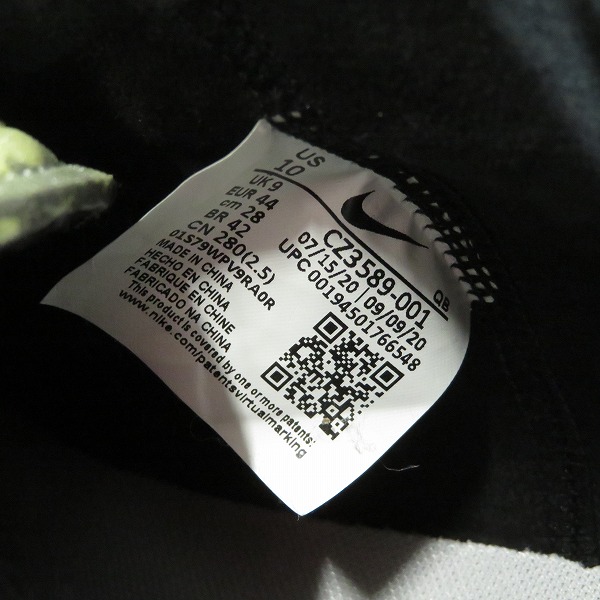 US
10
UK 9
EUR 44
cm 28
BR 42
CN 280(2.5)
01S79WPV9RA0R
MADE IN CHINA
HECHO EN CHINA
FABRIQUE EN CHINE
FABRICADO NA CHINA
This product is covered by one or more patents:
www.nike.com/patentsvirtualmarking
QB
CZ3589-001
07/15/20 | 09/09/20
UPC 00194501766548